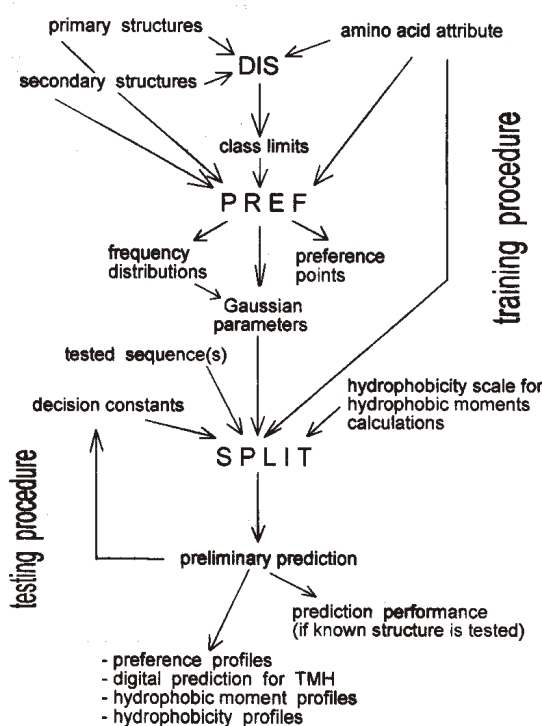 primary structures
amino acid attribute
secondary structures
DIS
class limits
PREF
frequency
distributions
preference
points
Gaussian
parameters
training procedure
tested sequence(s)
decision constants
hydrophobicity scale for
hydrophobic moments
calculations
SPLIT
testing procedure
preliminary prediction
prediction performance
(if known structure is tested)
- preference profiles
- digital prediction for TMH
- hydrophobic moment profiles
- hydrophobicity profiles